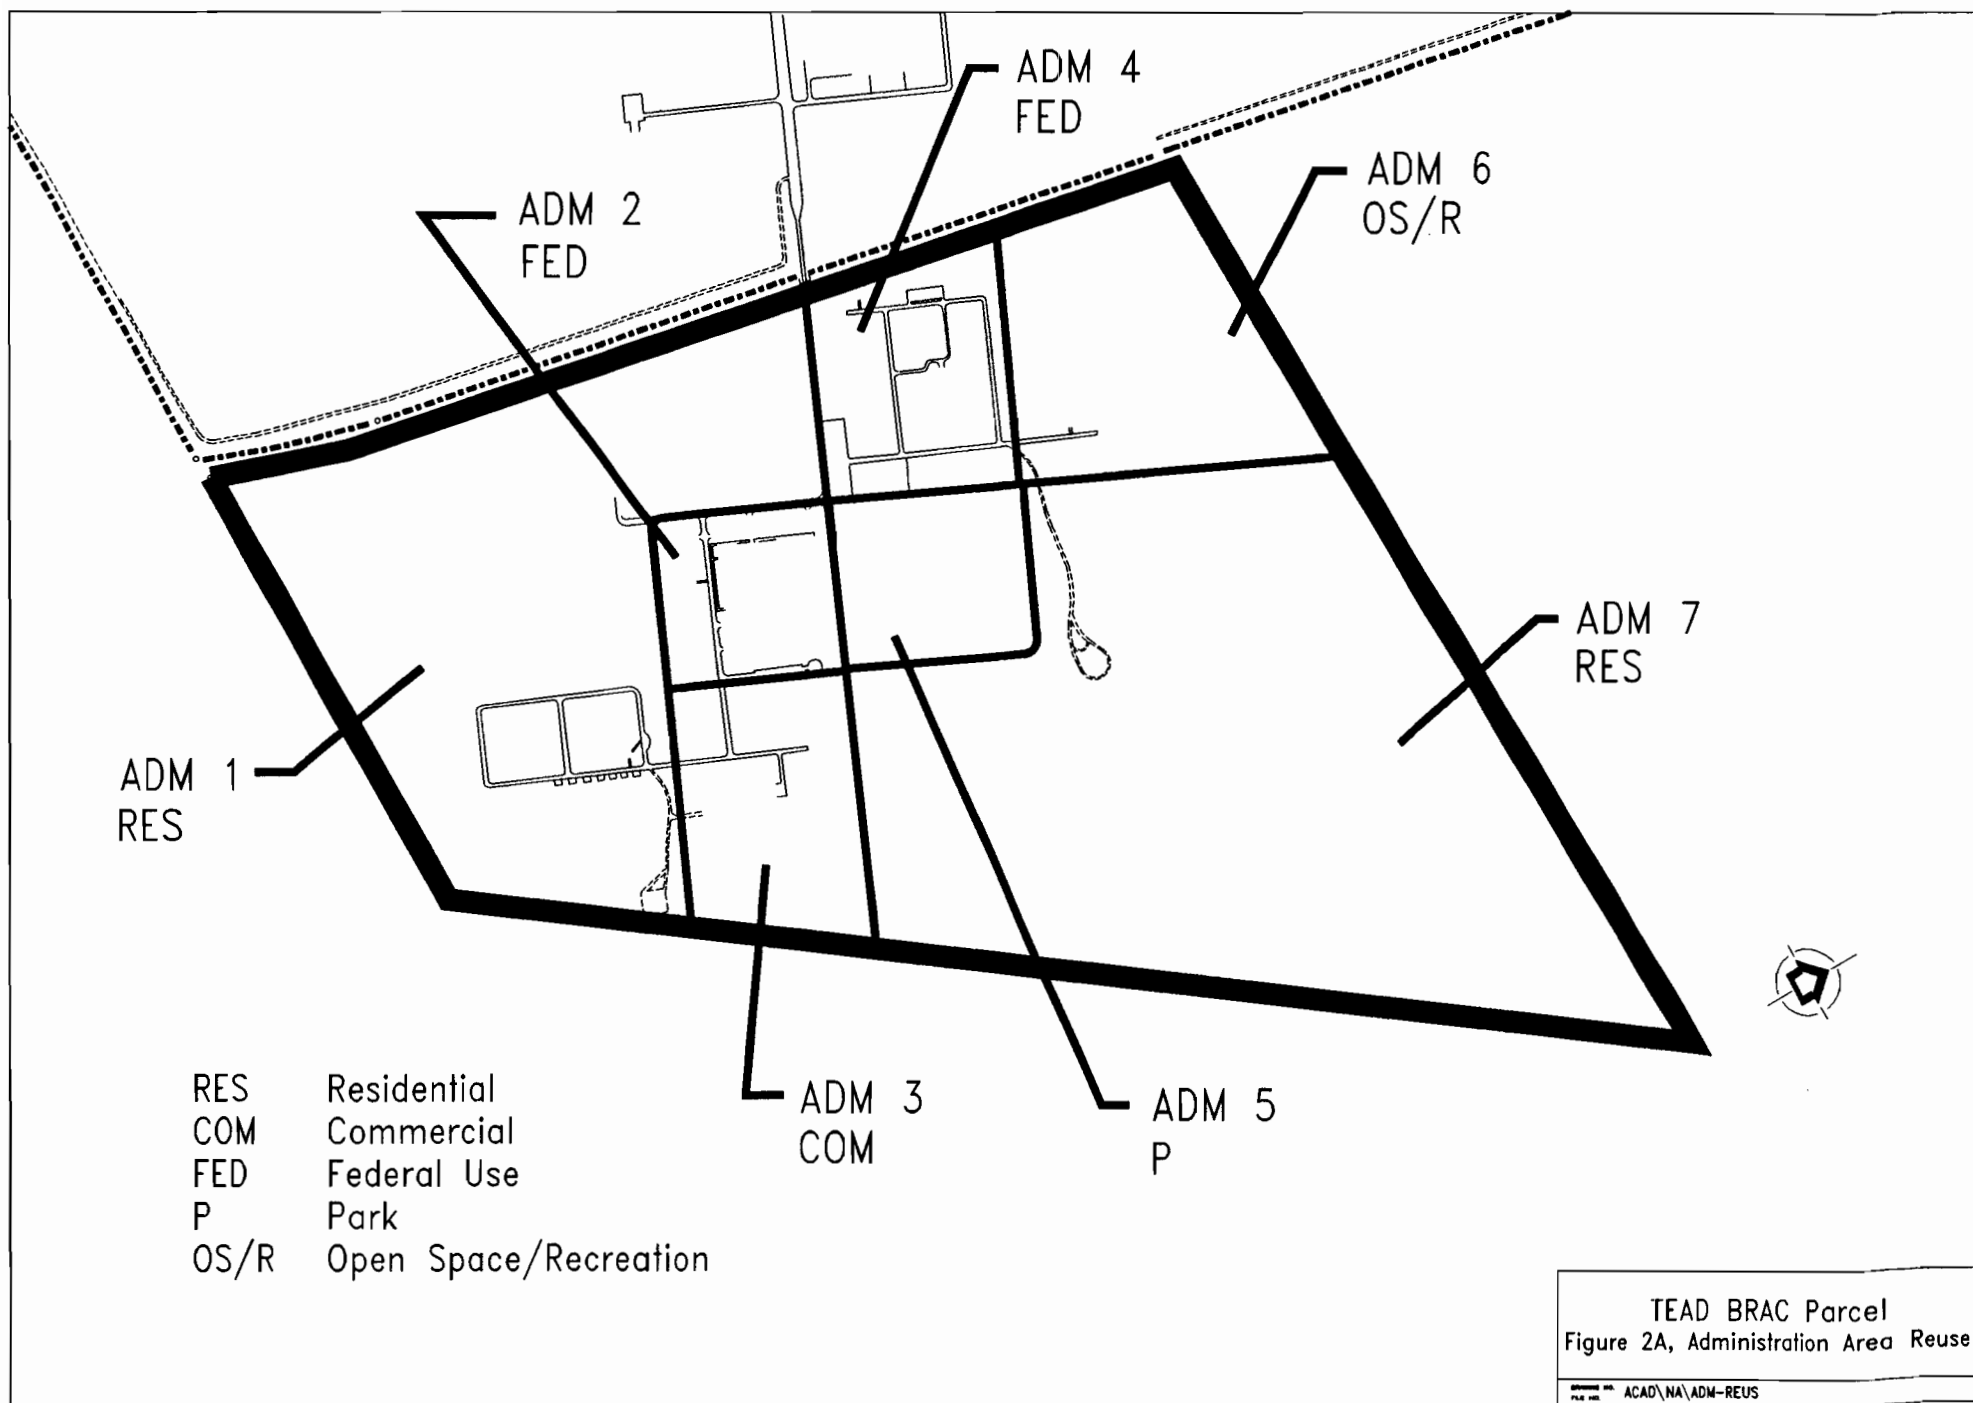 ADM 4
FED
ADM 6
OS/R
ADM 2
FED
ADM 7
RES
ADM 1
RES
ADM 3
COM
ADM 5
P
RES Residential
COM Commercial
FED Federal Use
P Park
OS/R Open Space/Recreation
TEAD BRAC Parcel
Figure 2A, Administration Area Reuse
ACAD\NA\ADM-REUS